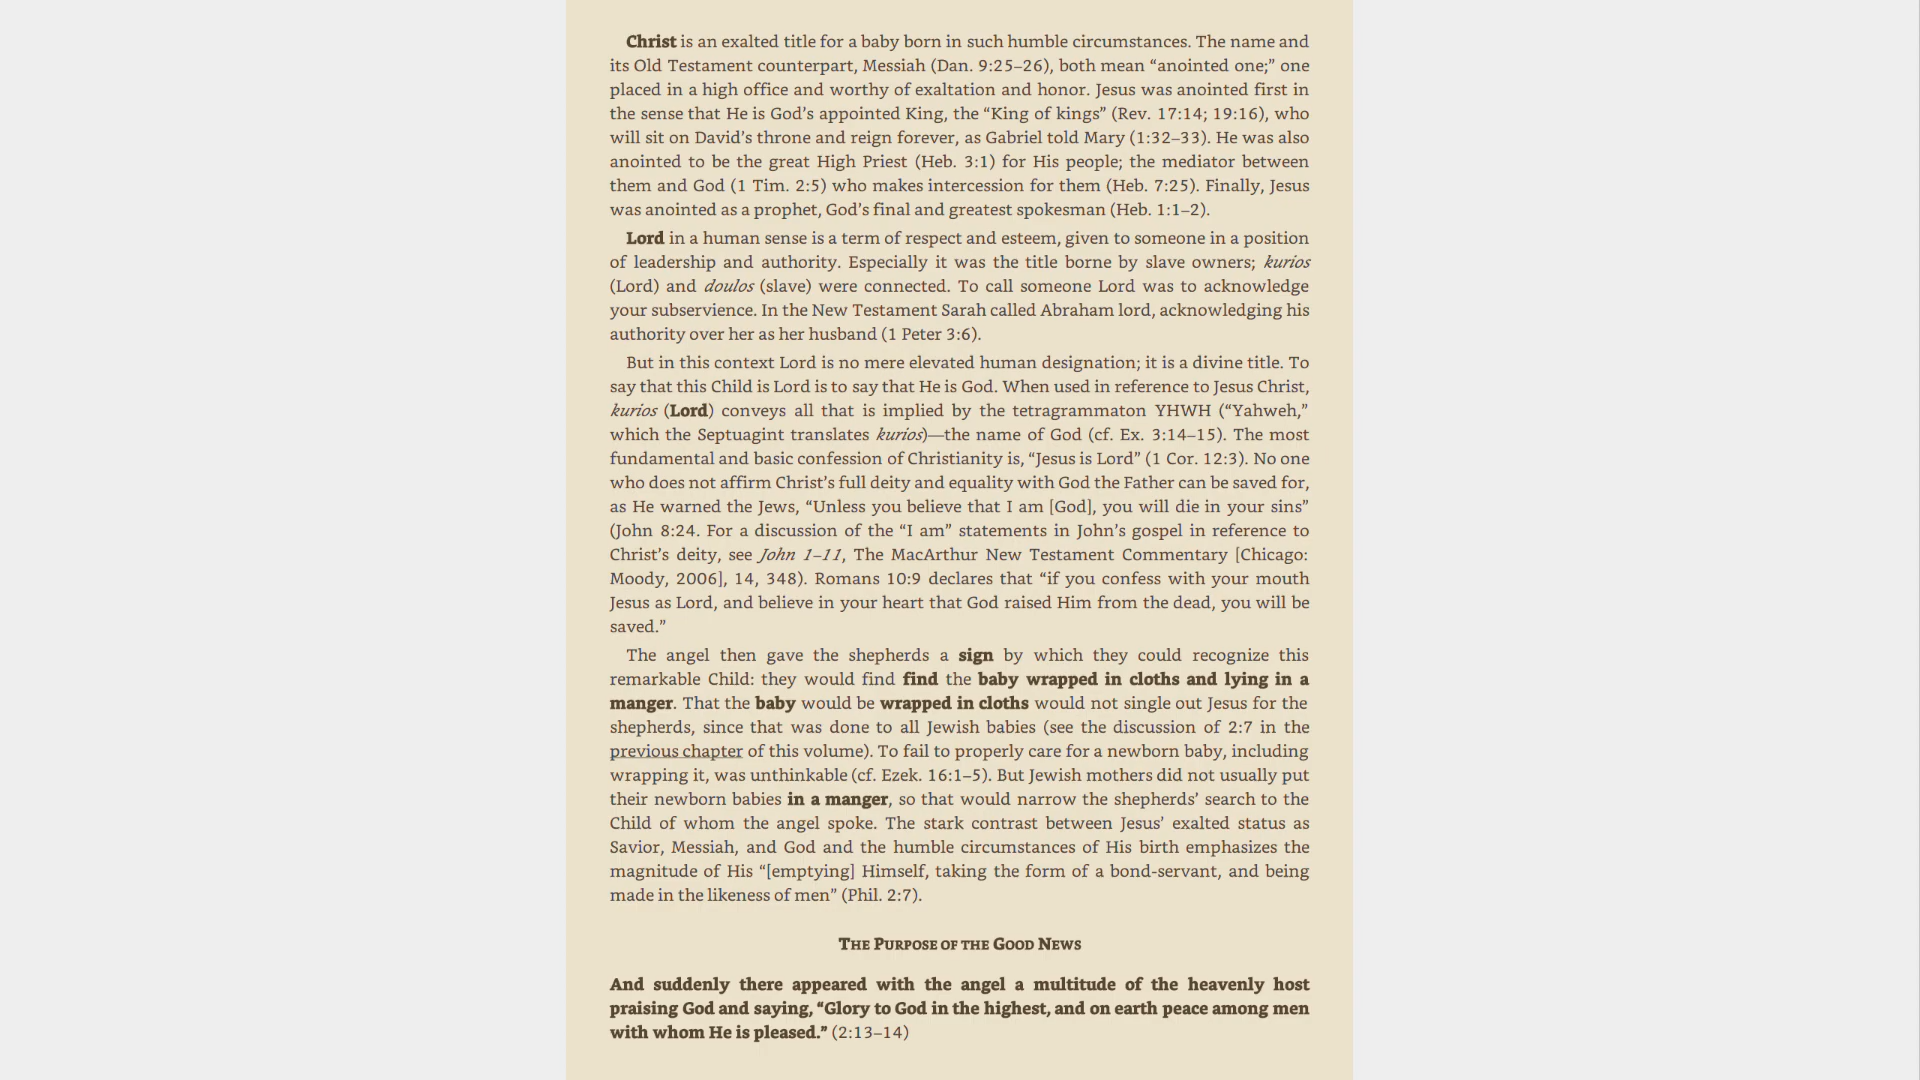 Christ is an exalted title for a baby born in such humble circumstances. The name and
its Old Testament counterpart, Messiah (Dan. 9:25–26), both mean “anointed one;” one
placed in a high office and worthy of exaltation and honor. Jesus was anointed first in
the sense that He is God’s appointed King, the “King of kings” (Rev. 17:14; 19:16), who
will sit on David’s throne and reign forever, as Gabriel told Mary (1:32–33). He was also
anointed to be the great High Priest (Heb. 3:1) for His people; the mediator between
them and God (1 Tim. 2:5) who makes intercession for them (Heb. 7:25). Finally, Jesus
was anointed as a prophet, God’s final and greatest spokesman (Heb. 1:1–2).
Lord in a human sense is a term of respect and esteem, given to someone in a position
of leadership and authority. Especially it was the title borne by slave owners; kurios
(Lord) and doulos (slave) were connected. To call someone Lord was to acknowledge
your subservience. In the New Testament Sarah called Abraham lord, acknowledging his
authority over her as her husband (1 Peter 3:6).
But in this context Lord is no mere elevated human designation; it is a divine title. To
say that this Child is Lord is to say that He is God. When used in reference to Jesus Christ,
kurios (Lord) conveys all that is implied by the tetragrammaton YHWH (“Yahweh,”
which the Septuagint translates kurios)—the name of God (cf. Ex. 3:14–15). The most
fundamental and basic confession of Christianity is, “Jesus is Lord” (1 Cor. 12:3). No one
who does not affirm Christ’s full deity and equality with God the Father can be saved for,
as He warned the Jews, “Unless you believe that I am [God], you will die in your sins”
(John 8:24. For a discussion of the “I am” statements in John’s gospel in reference to
Christ’s deity, see John 1–11, The MacArthur New Testament Commentary [Chicago:
Moody, 2006], 14, 348). Romans 10:9 declares that “if you confess with your mouth
Jesus as Lord, and believe in your heart that God raised Him from the dead, you will be
saved.”
The angel then gave the shepherds a sign by which they could recognize this
remarkable Child: they would find find the baby wrapped in cloths and lying in a
manger. That the baby would be wrapped in cloths would not single out Jesus for the
shepherds, since that was done to all Jewish babies (see the discussion of 2:7 in the
previous chapter of this volume). To fail to properly care for a newborn baby, including
wrapping it, was unthinkable (cf. Ezek. 16:1–5). But Jewish mothers did not usually put
their newborn babies in a manger, so that would narrow the shepherds’ search to the
Child of whom the angel spoke. The stark contrast between Jesus’ exalted status as
Savior, Messiah, and God and the humble circumstances of His birth emphasizes the
magnitude of His “[emptying] Himself, taking the form of a bond-servant, and being
made in the likeness of men” (Phil. 2:7).
The Purpose of the Good News
And suddenly there appeared with the angel a multitude of the heavenly host
praising God and saying, “Glory to God in the highest, and on earth peace among men
with whom He is pleased.” (2:13–14)